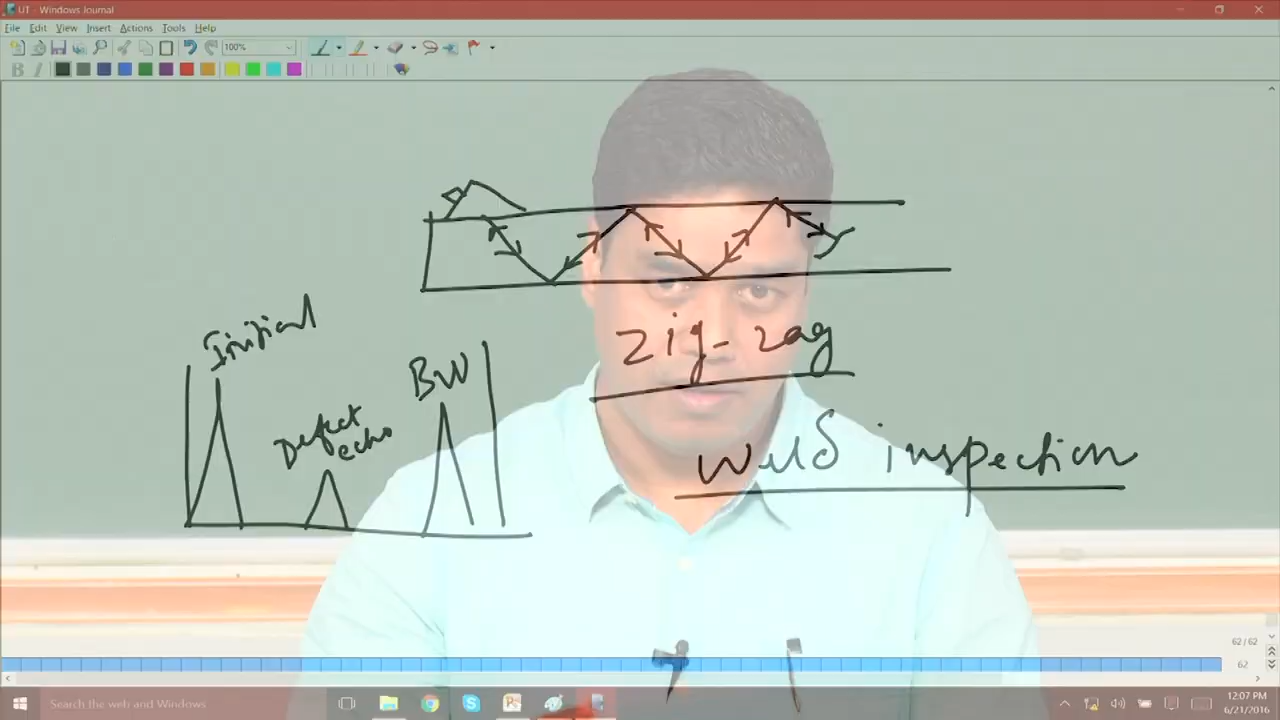 UT - Windows Journal
File Edit View Insert Actions Tools Help
100%
B I
Initial
Defect
echo
BW
Zig-zag
Weld inspection
62 / 62
62
Search the web and Windows
12:07 PM
6/21/2016